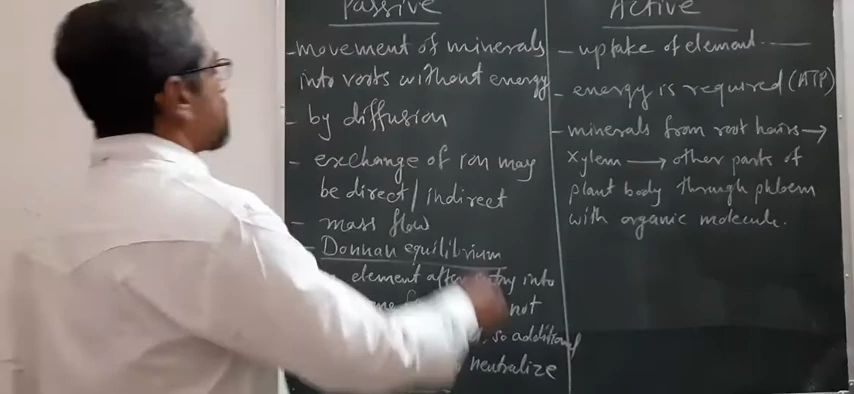 Passive
- movement of minerals
into roots without energy
- by diffusion
- exchange of ion may
be direct / indirect
- mass flow
- Donnan equilibrium
element after entry into
not
, so additional
neutralize
Active
- uptake of element
- energy is required (ATP)
- minerals from root hairs →
Xylem → other parts of
plant body through phloem
with organic molecule.